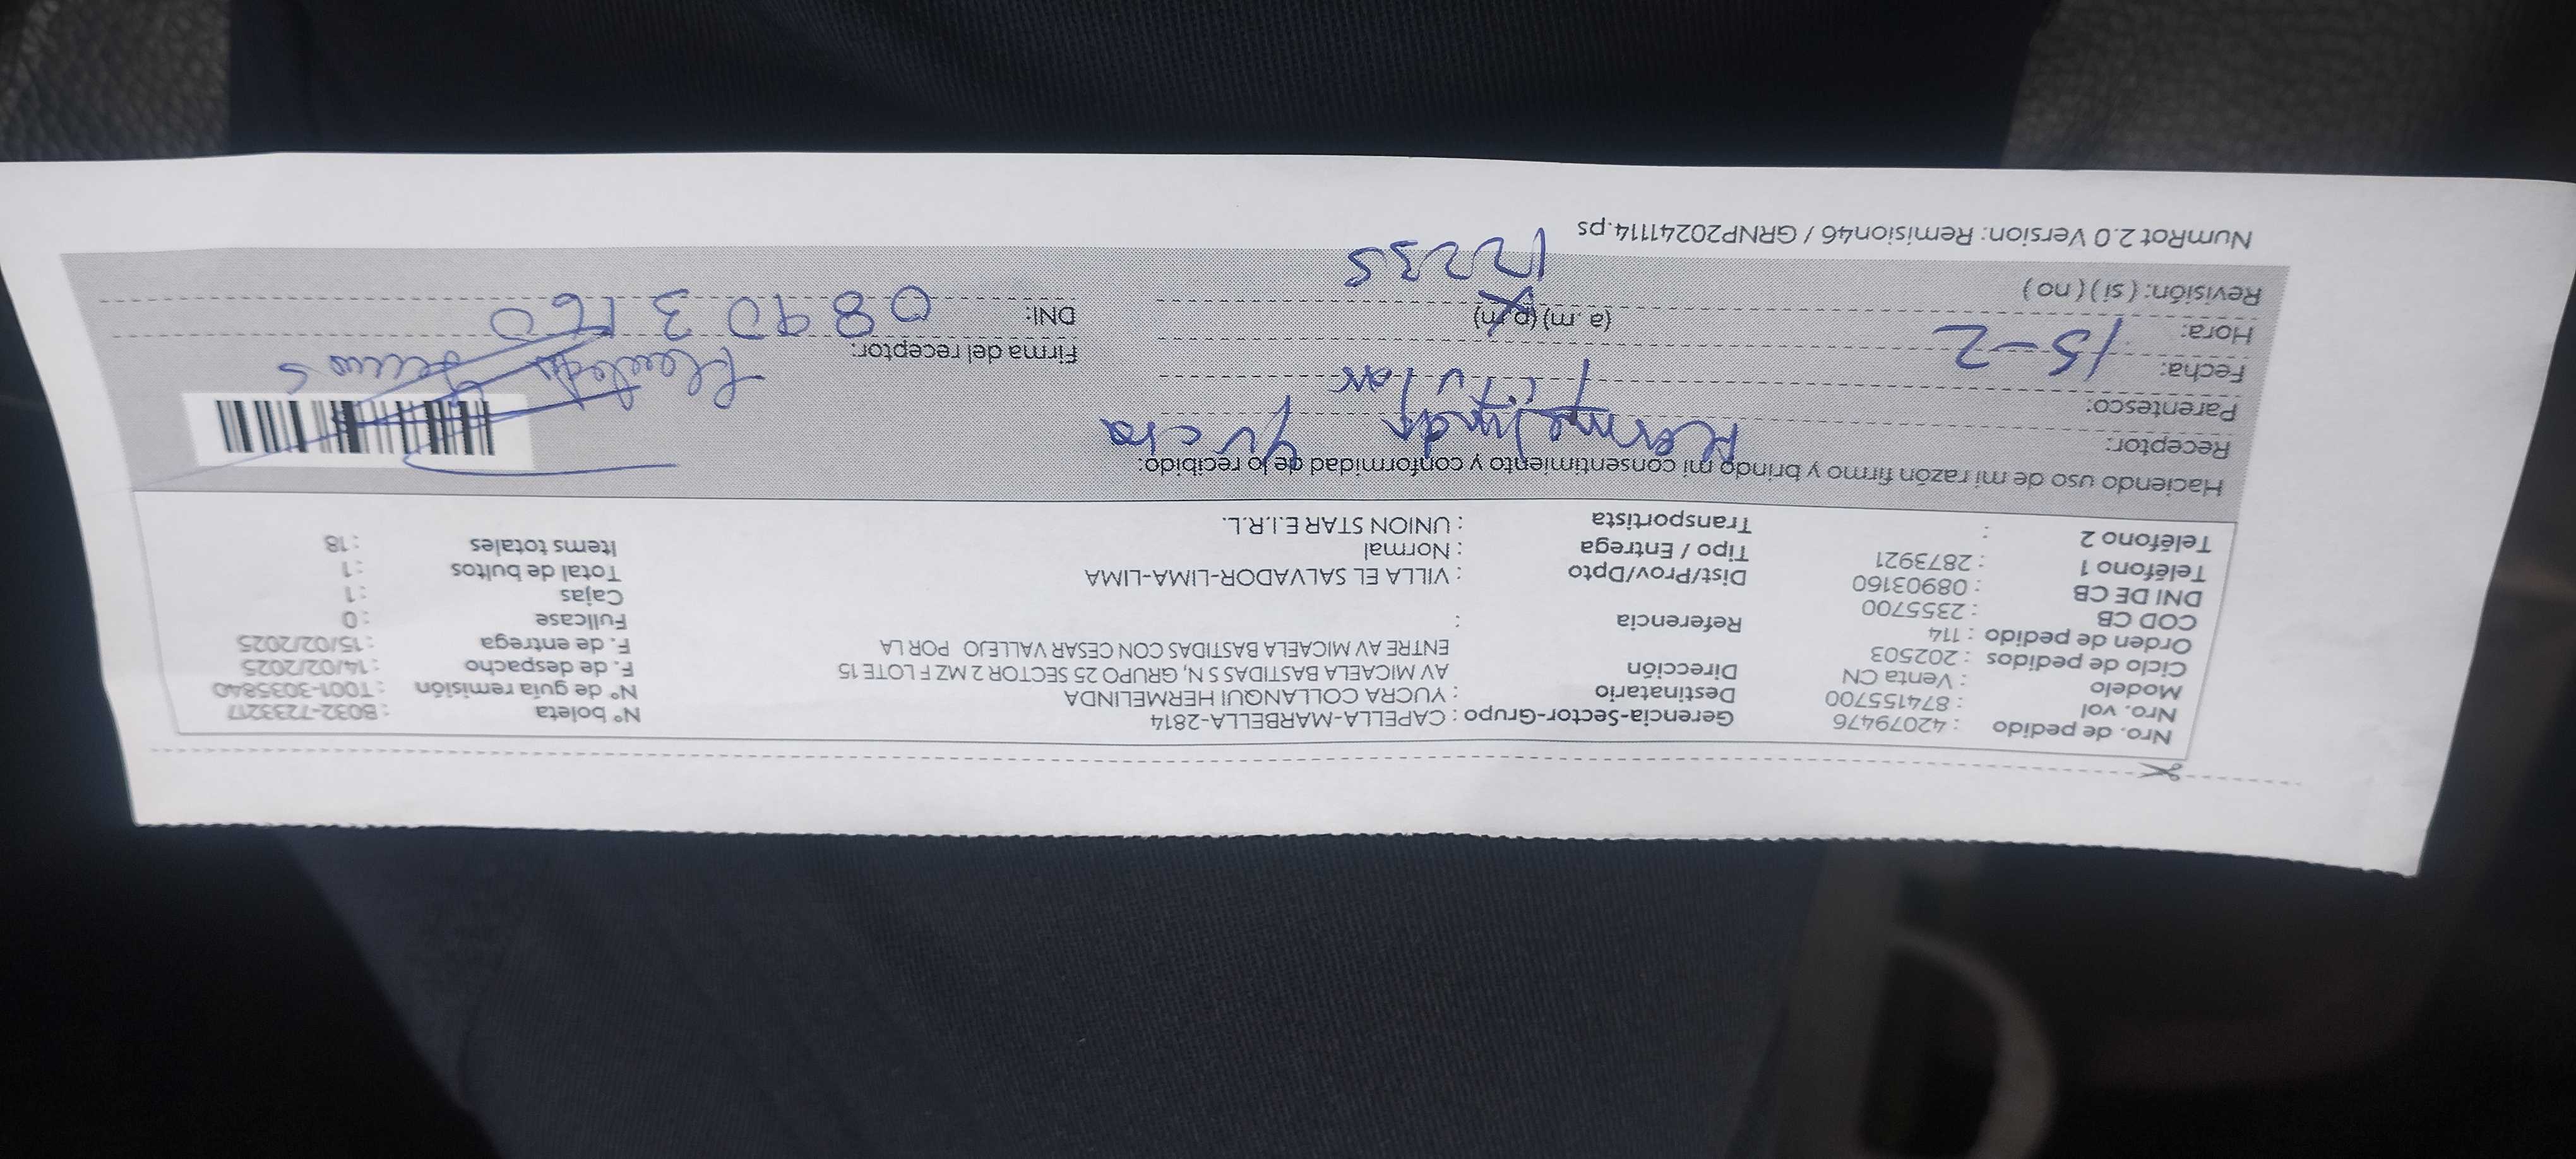 Nro. de pedido : 42079476 Gerencia-Sector-Grupo : CAPELLA-MARBELLA-2814 N° boleta : B032-7233217
Nro. vol : 874155700 Destinatario : YUCRA COLLANQUI HERMELINDA N° de guía remisión : T001-3035840
Modelo : Venta CN Dirección AV MICAELA BASTIDAS S N, GRUPO 25 SECTOR 2 MZ F LOTE 15 F. de despacho : 14/02/2025
Ciclo de pedidos : 202503 ENTRE AV MICAELA BASTIDAS CON CESAR VALLEJO POR LA F. de entrega : 15/02/2025
Orden de pedido : 114 Referencia : Fullcase : 0
COD CB : 2355700 Cajas : 1
DNI DE CB : 08903160 Dist/Prov/Dpto : VILLA EL SALVADOR-LIMA-LIMA Total de bultos : 1
Teléfono 1 : 2873921 Tipo / Entrega : Normal Items totales : 18
Teléfono 2 : Transportista : UNION STAR E.I.R.L.
Haciendo uso de mi razón firmo y brindo mi consentimiento y conformidad de lo recibido:
Receptor: Hermelinda Yucra
Parentesco: Titular
Fecha: 15-2 Firma del receptor:
Hora: (a .m) (p .m) DNI: 08903160
Revisión: ( si ) ( no ) 12235
NumRot 2.0 Version: Remision46 / GRNP20241114.ps